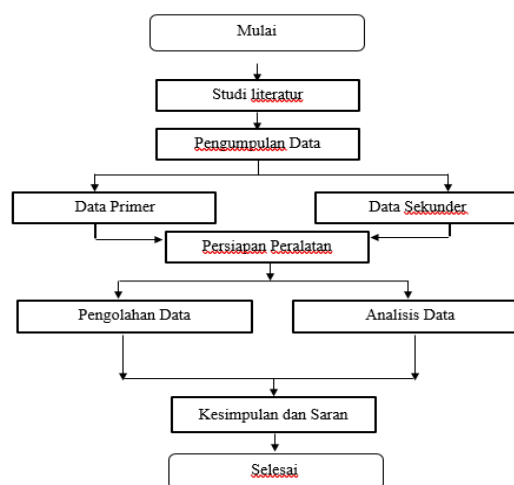 Mulai
Studi literatur
Pengumpulan Data
Data Primer
Data Sekunder
Persiapan Peralatan
Pengolahan Data
Analisis Data
Kesimpulan dan Saran
Selesai